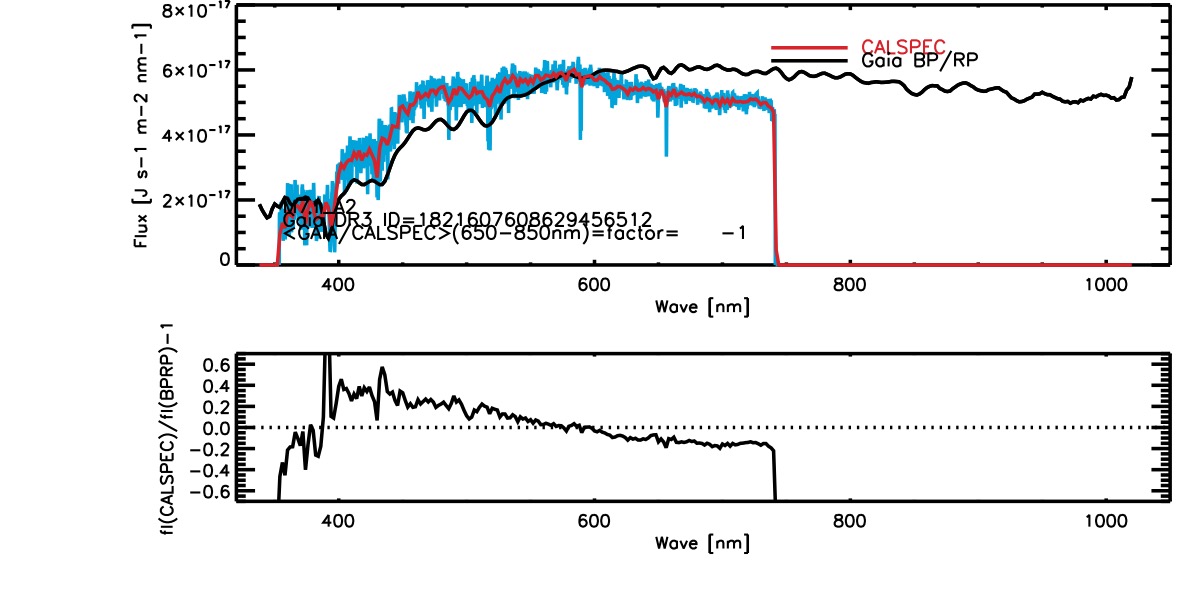 8×10−17
6×10−17
4×10−17
2×10−17
0
Flux [J s−1 m−2 nm−1]
CALSPEC
Gaia BP/RP
Gaia DR3 ID=1821607608629456512
<GAIA/CALSPEC>(650−850nm)=factor= −1
400 600 800 1000
Wave [nm]
fl(CALSPEC)/fl(BPRP)−1
0.6
0.4
0.2
0.0
−0.2
−0.4
−0.6
400 600 800 1000
Wave [nm]